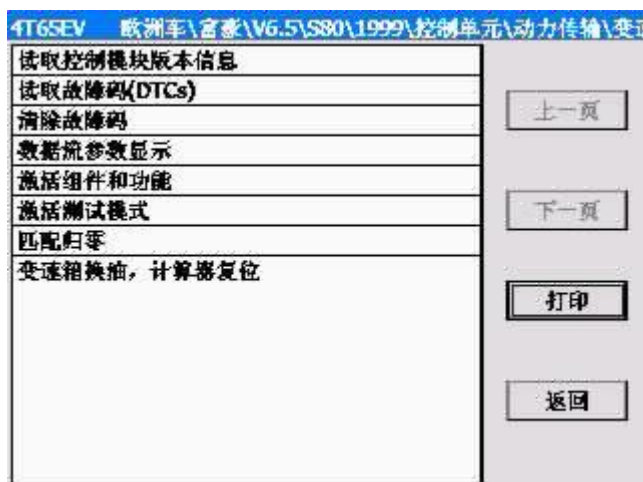 4T65EV 欧洲车\富豪\V6.5\S80\1999\控制单元\动力传输\变速
读取控制模块版本信息
读取故障码(DTCs)
清除故障码
数据流参数显示
激活组件和功能
激活测试模式
匹配归零
变速箱换油，计算器复位
上一页
下一页
打印
返回